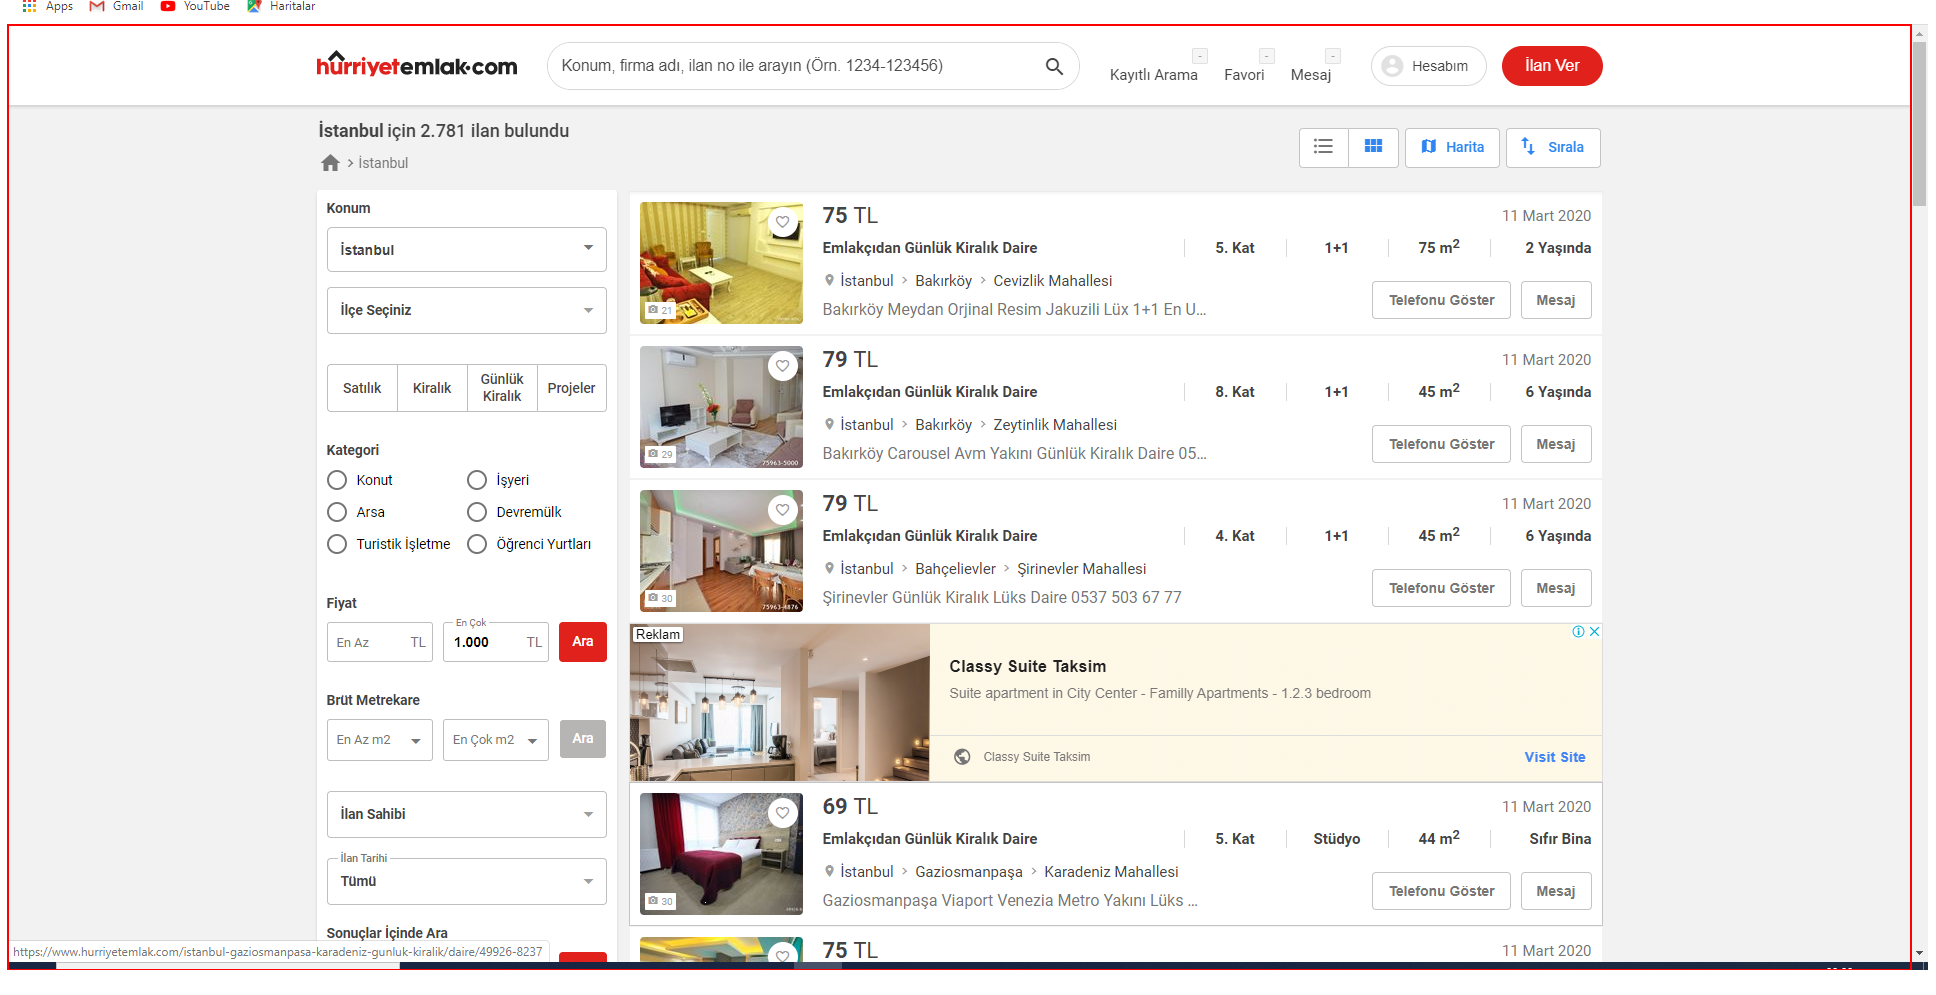 Apps Gmail YouTube Haritalar
hürriyetemlak.com
Konum, firma adı, ilan no ile arayın (Örn. 1234-123456)
Kayıtlı Arama - Favori - Mesaj -
Hesabım
İlan Ver
İstanbul için 2.781 ilan bulundu
> İstanbul
Harita
Sırala
Konum
İstanbul
İlçe Seçiniz
Satılık
Kiralık
Günlük
Kiralık
Projeler
Kategori
Konut İşyeri
Arsa Devremülk
Turistik İşletme Öğrenci Yurtları
Fiyat
En Az TL
En Çok
1.000 TL
Ara
Brüt Metrekare
En Az m2 En Çok m2 Ara
İlan Sahibi
İlan Tarihi
Tümü
Sonuçlar İçinde Ara
https://www.hurriyetemlak.com/istanbul-gaziosmanpasa-karadeniz-gunluk-kiralik/daire/49926-8237
75 TL 11 Mart 2020
Emlakçıdan Günlük Kiralık Daire 5. Kat 1+1 75 m2 2 Yaşında
İstanbul > Bakırköy > Cevizlik Mahallesi
Telefonu Göster Mesaj
Bakırköy Meydan Orjinal Resim Jakuzili Lüx 1+1 En U...
21
79 TL 11 Mart 2020
Emlakçıdan Günlük Kiralık Daire 8. Kat 1+1 45 m2 6 Yaşında
İstanbul > Bakırköy > Zeytinlik Mahallesi
Telefonu Göster Mesaj
Bakırköy Carousel Avm Yakını Günlük Kiralık Daire 05...
29
75963-5000
79 TL 11 Mart 2020
Emlakçıdan Günlük Kiralık Daire 4. Kat 1+1 45 m2 6 Yaşında
İstanbul > Bahçelievler > Şirinevler Mahallesi
Telefonu Göster Mesaj
Şirinevler Günlük Kiralık Lüks Daire 0537 503 67 77
30
75963-4876
Reklam
Classy Suite Taksim
Suite apartment in City Center - Familly Apartments - 1.2.3 bedroom
Classy Suite Taksim Visit Site
69 TL 11 Mart 2020
Emlakçıdan Günlük Kiralık Daire 5. Kat Stüdyo 44 m2 Sıfır Bina
İstanbul > Gaziosmanpaşa > Karadeniz Mahallesi
Telefonu Göster Mesaj
Gaziosmanpaşa Viaport Venezia Metro Yakını Lüks ...
30
75 TL 11 Mart 2020